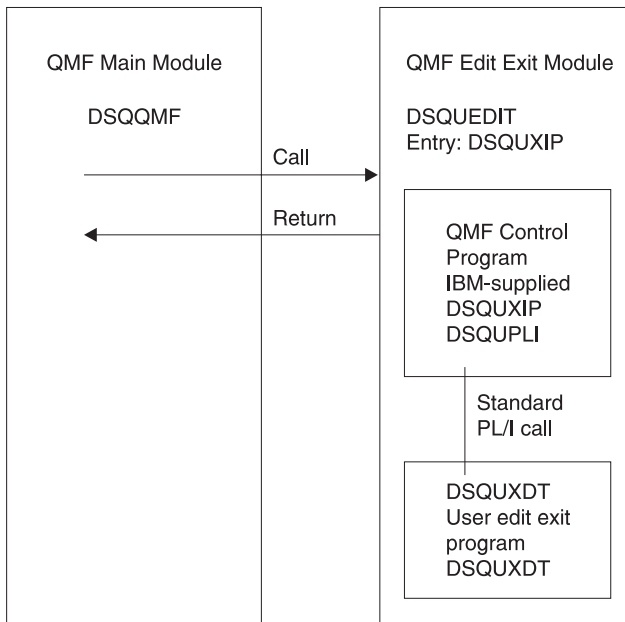 QMF Main Module
DSQQMF
Call
Return
QMF Edit Exit Module
DSQUEDIT
Entry: DSQUXIP
QMF Control
Program
IBM-supplied
DSQUXIP
DSQUPLI
Standard
PL/I call
DSQUXDT
User edit exit
program
DSQUXDT